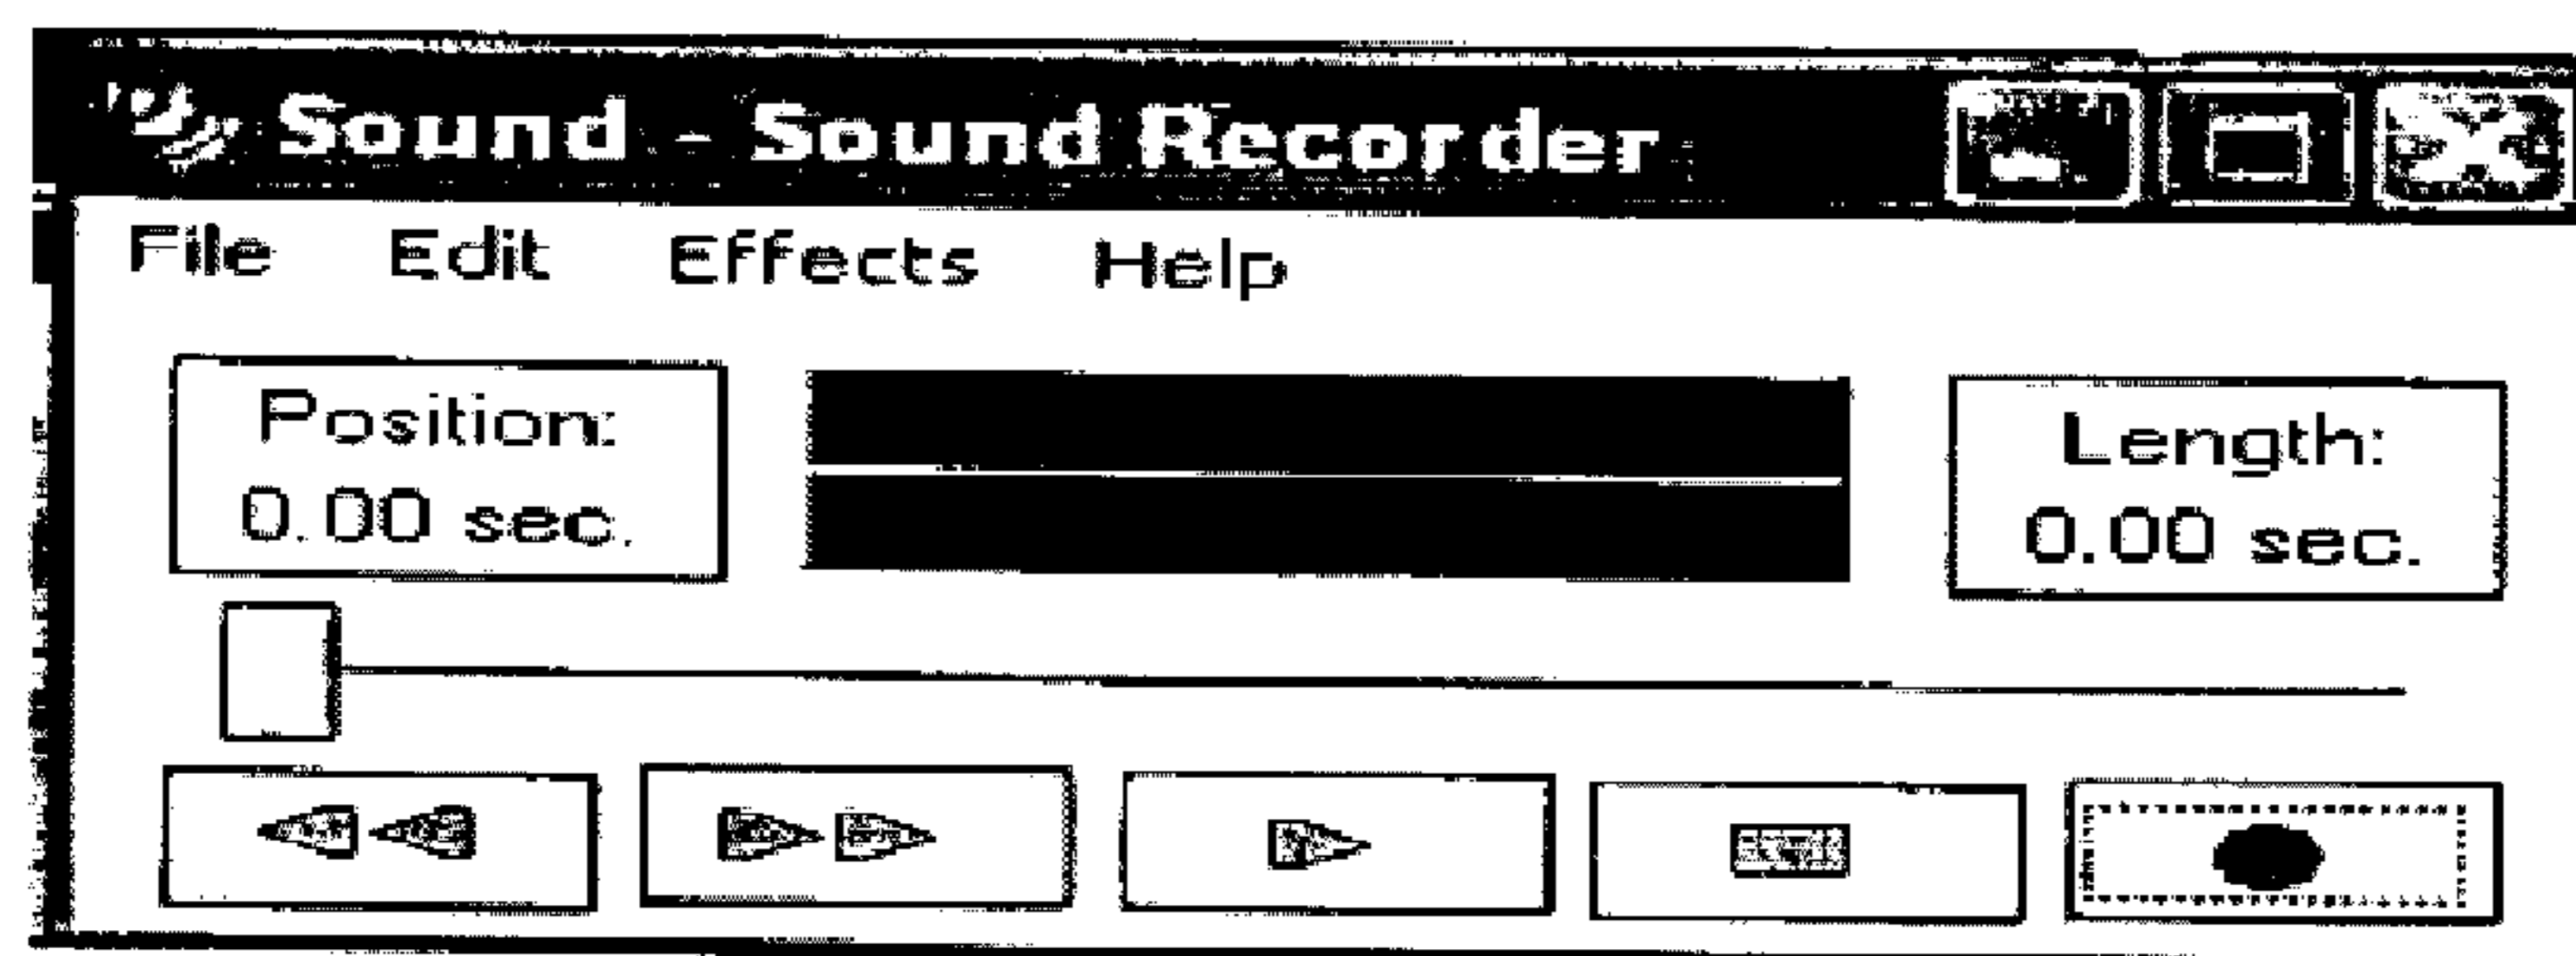 Sound - Sound Recorder
File Edit Effects Help
Position:
0.00 sec.
Length:
0.00 sec.